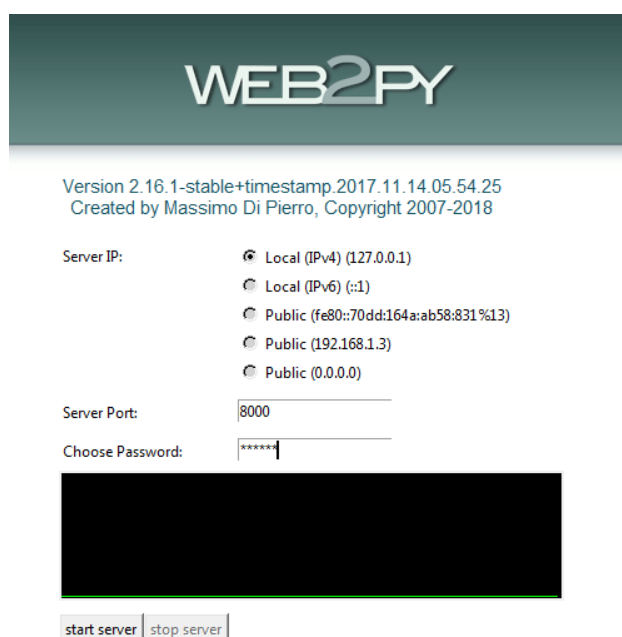 WEB2PY
Version 2.16.1-stable+timestamp.2017.11.14.05.54.25
Created by Massimo Di Pierro, Copyright 2007-2018
Server IP:
Local (IPv4) (127.0.0.1)
Local (IPv6) (::1)
Public (fe80::70dd:164a:ab58:831%13)
Public (192.168.1.3)
Public (0.0.0.0)
Server Port: 8000
Choose Password: ******
start server stop server